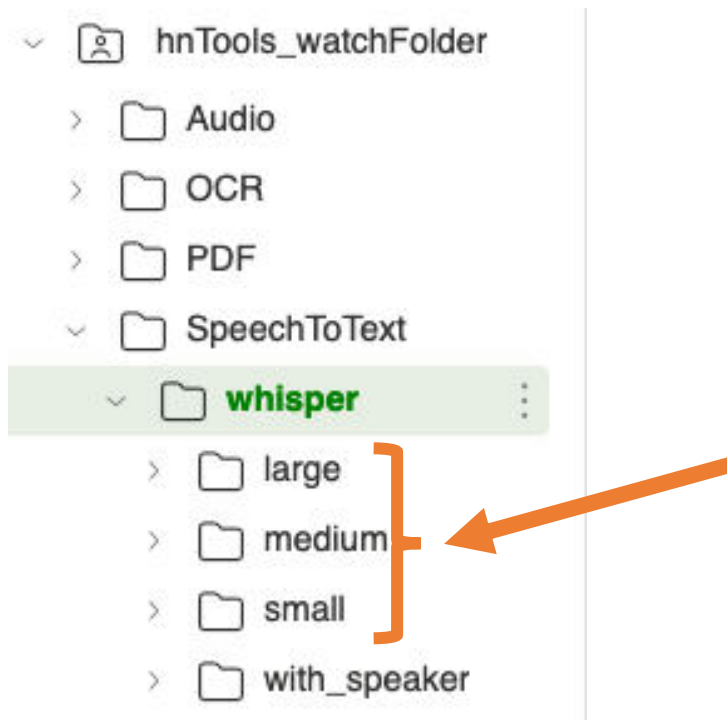 hnTools_watchFolder
Audio
OCR
PDF
SpeechToText
whisper
large
medium
small
with_speaker